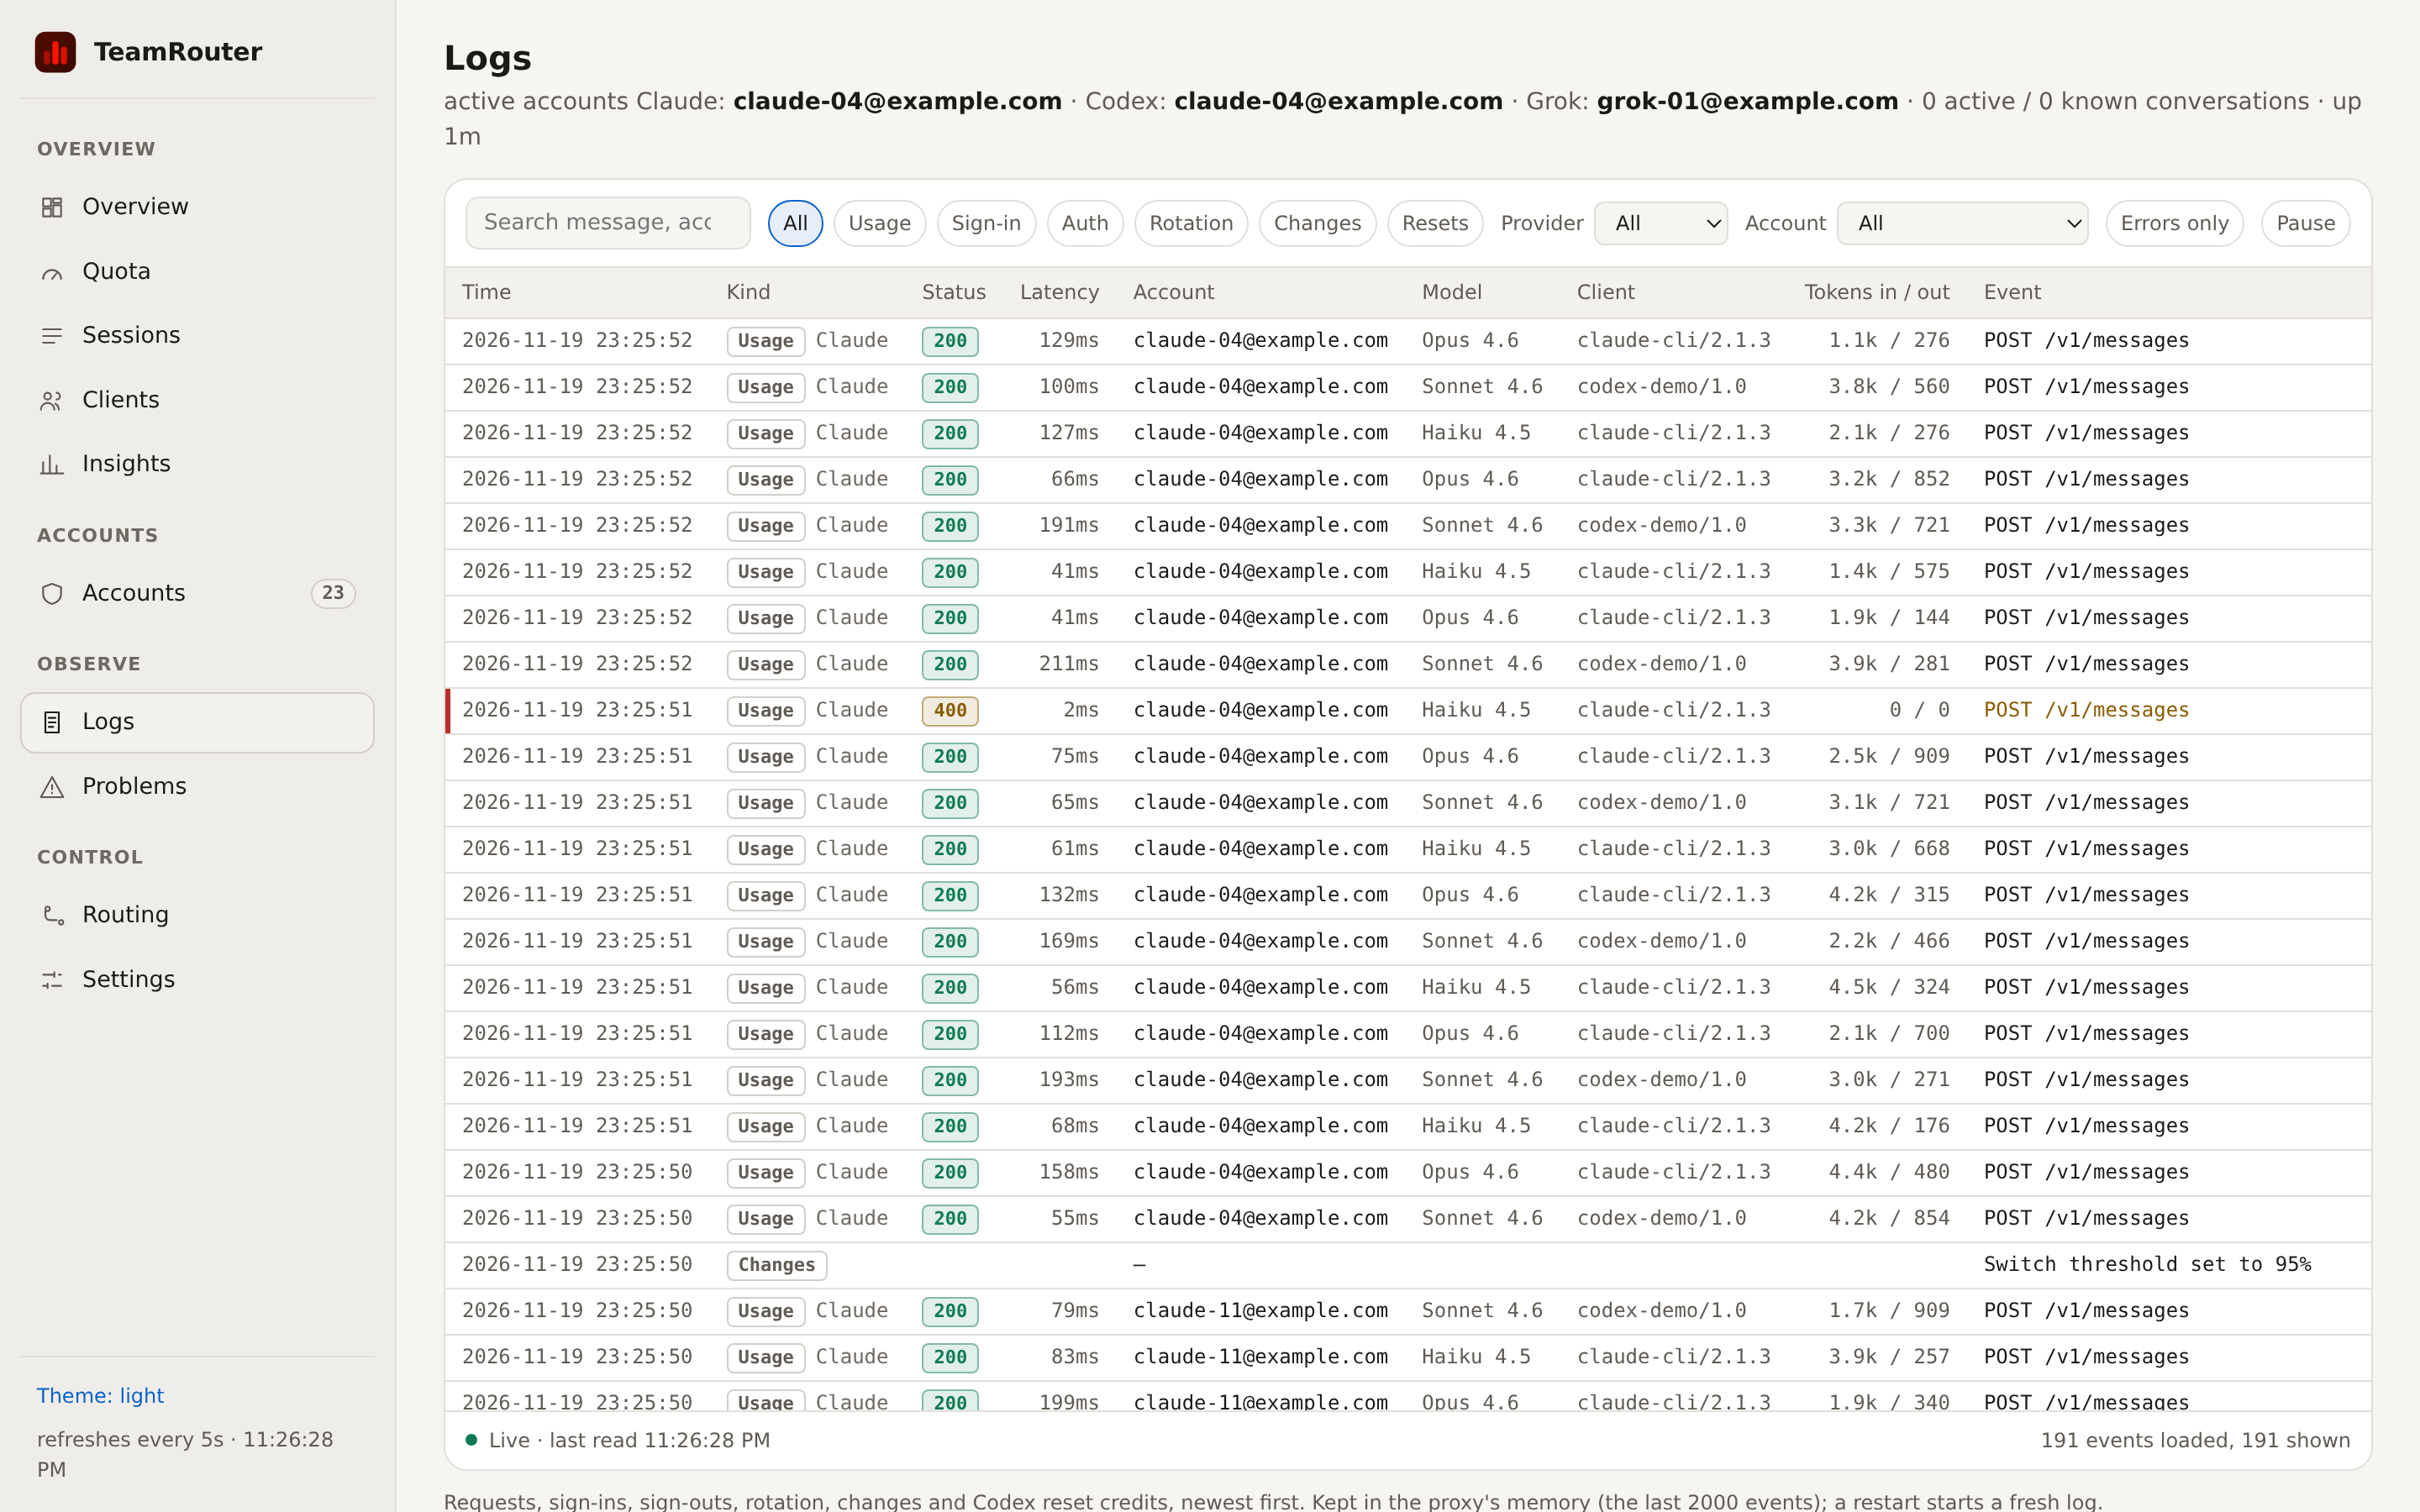 TeamRouter
OVERVIEW
Overview
Quota
Sessions
Clients
Insights
ACCOUNTS
Accounts 23
OBSERVE
Logs
Problems
CONTROL
Routing
Settings
Theme: light
refreshes every 5s · 11:26:28
PM
Logs
active accounts Claude: claude-04@example.com · Codex: claude-04@example.com · Grok: grok-01@example.com · 0 active / 0 known conversations · up
1m
Search message, acc All Usage Sign-in Auth Rotation Changes Resets Provider All Account All Errors only Pause
Time Kind Status Latency Account Model Client Tokens in / out Event
2026-11-19 23:25:52 Usage Claude 200 129ms claude-04@example.com Opus 4.6 claude-cli/2.1.3 1.1k / 276 POST /v1/messages
2026-11-19 23:25:52 Usage Claude 200 100ms claude-04@example.com Sonnet 4.6 codex-demo/1.0 3.8k / 560 POST /v1/messages
2026-11-19 23:25:52 Usage Claude 200 127ms claude-04@example.com Haiku 4.5 claude-cli/2.1.3 2.1k / 276 POST /v1/messages
2026-11-19 23:25:52 Usage Claude 200 66ms claude-04@example.com Opus 4.6 claude-cli/2.1.3 3.2k / 852 POST /v1/messages
2026-11-19 23:25:52 Usage Claude 200 191ms claude-04@example.com Sonnet 4.6 codex-demo/1.0 3.3k / 721 POST /v1/messages
2026-11-19 23:25:52 Usage Claude 200 41ms claude-04@example.com Haiku 4.5 claude-cli/2.1.3 1.4k / 575 POST /v1/messages
2026-11-19 23:25:52 Usage Claude 200 41ms claude-04@example.com Opus 4.6 claude-cli/2.1.3 1.9k / 144 POST /v1/messages
2026-11-19 23:25:52 Usage Claude 200 211ms claude-04@example.com Sonnet 4.6 codex-demo/1.0 3.9k / 281 POST /v1/messages
2026-11-19 23:25:51 Usage Claude 400 2ms claude-04@example.com Haiku 4.5 claude-cli/2.1.3 0 / 0 POST /v1/messages
2026-11-19 23:25:51 Usage Claude 200 75ms claude-04@example.com Opus 4.6 claude-cli/2.1.3 2.5k / 909 POST /v1/messages
2026-11-19 23:25:51 Usage Claude 200 65ms claude-04@example.com Sonnet 4.6 codex-demo/1.0 3.1k / 721 POST /v1/messages
2026-11-19 23:25:51 Usage Claude 200 61ms claude-04@example.com Haiku 4.5 claude-cli/2.1.3 3.0k / 668 POST /v1/messages
2026-11-19 23:25:51 Usage Claude 200 132ms claude-04@example.com Opus 4.6 claude-cli/2.1.3 4.2k / 315 POST /v1/messages
2026-11-19 23:25:51 Usage Claude 200 169ms claude-04@example.com Sonnet 4.6 codex-demo/1.0 2.2k / 466 POST /v1/messages
2026-11-19 23:25:51 Usage Claude 200 56ms claude-04@example.com Haiku 4.5 claude-cli/2.1.3 4.5k / 324 POST /v1/messages
2026-11-19 23:25:51 Usage Claude 200 112ms claude-04@example.com Opus 4.6 claude-cli/2.1.3 2.1k / 700 POST /v1/messages
2026-11-19 23:25:51 Usage Claude 200 193ms claude-04@example.com Sonnet 4.6 codex-demo/1.0 3.0k / 271 POST /v1/messages
2026-11-19 23:25:51 Usage Claude 200 68ms claude-04@example.com Haiku 4.5 claude-cli/2.1.3 4.2k / 176 POST /v1/messages
2026-11-19 23:25:50 Usage Claude 200 158ms claude-04@example.com Opus 4.6 claude-cli/2.1.3 4.4k / 480 POST /v1/messages
2026-11-19 23:25:50 Usage Claude 200 55ms claude-04@example.com Sonnet 4.6 codex-demo/1.0 4.2k / 854 POST /v1/messages
2026-11-19 23:25:50 Changes – Switch threshold set to 95%
2026-11-19 23:25:50 Usage Claude 200 79ms claude-11@example.com Sonnet 4.6 codex-demo/1.0 1.7k / 909 POST /v1/messages
2026-11-19 23:25:50 Usage Claude 200 83ms claude-11@example.com Haiku 4.5 claude-cli/2.1.3 3.9k / 257 POST /v1/messages
2026-11-19 23:25:50 Usage Claude 200 199ms claude-11@example.com Opus 4.6 claude-cli/2.1.3 1.9k / 340 POST /v1/messages
Live · last read 11:26:28 PM 191 events loaded, 191 shown
Requests, sign-ins, sign-outs, rotation, changes and Codex reset credits, newest first. Kept in the proxy's memory (the last 2000 events); a restart starts a fresh log.